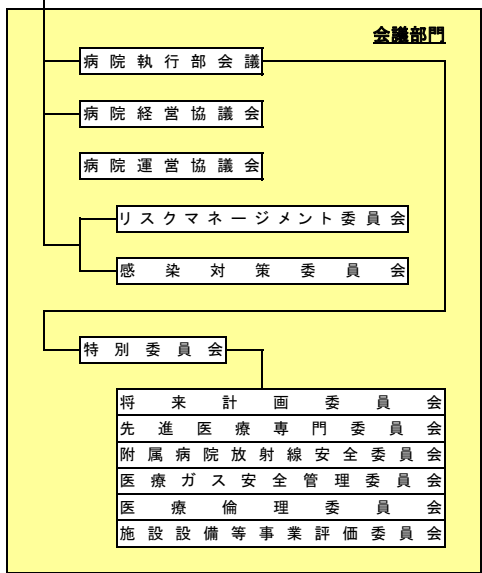 会議部門
病院執行部会議
病院経営協議会
病院運営協議会
リスクマネージメント委員会
感染対策委員会
特別委員会
将来計画委員会
先進医療専門委員会
附属病院放射線安全委員会
医療ガス安全管理委員会
医療倫理委員会
施設設備等事業評価委員会